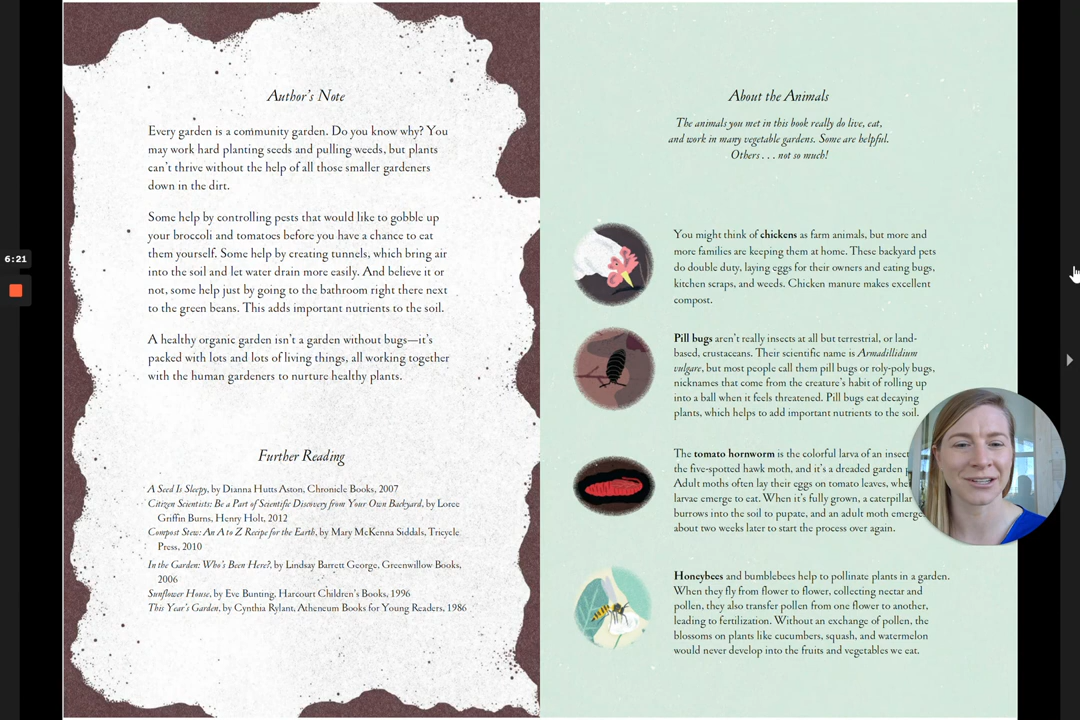 6:21
Author's Note
Every garden is a community garden. Do you know why? You
may work hard planting seeds and pulling weeds, but plants
can't thrive without the help of all those smaller gardeners
down in the dirt.
Some help by controlling pests that would like to gobble up
your broccoli and tomatoes before you have a chance to eat
them yourself. Some help by creating tunnels, which bring air
into the soil and let water drain more easily. And believe it or
not, some help just by going to the bathroom right there next
to the green beans. This adds important nutrients to the soil.
A healthy organic garden isn't a garden without bugs—it's
packed with lots and lots of living things, all working together
with the human gardeners to nurture healthy plants.
Further Reading
A Seed Is Sleepy, by Dianna Hutts Aston, Chronicle Books, 2007
Citizen Scientists: Be a Part of Scientific Discovery from Your Own Backyard, by Loree
Griffin Burns, Henry Holt, 2012
Compost Stew: An A to Z Recipe for the Earth, by Mary McKenna Siddals, Tricycle
Press, 2010
In the Garden: Who's Been Here?, by Lindsay Barrett George, Greenwillow Books,
2006
Sunflower House, by Eve Bunting, Harcourt Children's Books, 1996
This Year's Garden, by Cynthia Rylant, Atheneum Books for Young Readers, 1986
About the Animals
The animals you met in this book really do live, eat,
and work in many vegetable gardens. Some are helpful.
Others . . . not so much!
You might think of chickens as farm animals, but more and
more families are keeping them at home. These backyard pets
do double duty, laying eggs for their owners and eating bugs,
kitchen scraps, and weeds. Chicken manure makes excellent
compost.
Pill bugs aren't really insects at all but terrestrial, or land-
based, crustaceans. Their scientific name is Armadillidium
vulgare, but most people call them pill bugs or roly-poly bugs,
nicknames that come from the creature's habit of rolling up
into a ball when it feels threatened. Pill bugs eat decaying
plants, which helps to add important nutrients to the soil.
The tomato hornworm is the colorful larva of an insect
the five-spotted hawk moth, and it's a dreaded garden
Adult moths often lay their eggs on tomato leaves,
larvae emerge to eat. When it's fully grown, a caterpillar
burrows into the soil to pupate, and an adult moth
about two weeks later to start the process over again.
Honeybees and bumblebees help to pollinate plants in a garden.
When they fly from flower to flower, collecting nectar and
pollen, they also transfer pollen from one flower to another,
leading to fertilization. Without an exchange of pollen, the
blossoms on plants like cucumbers, squash, and watermelon
would never develop into the fruits and vegetables we eat.